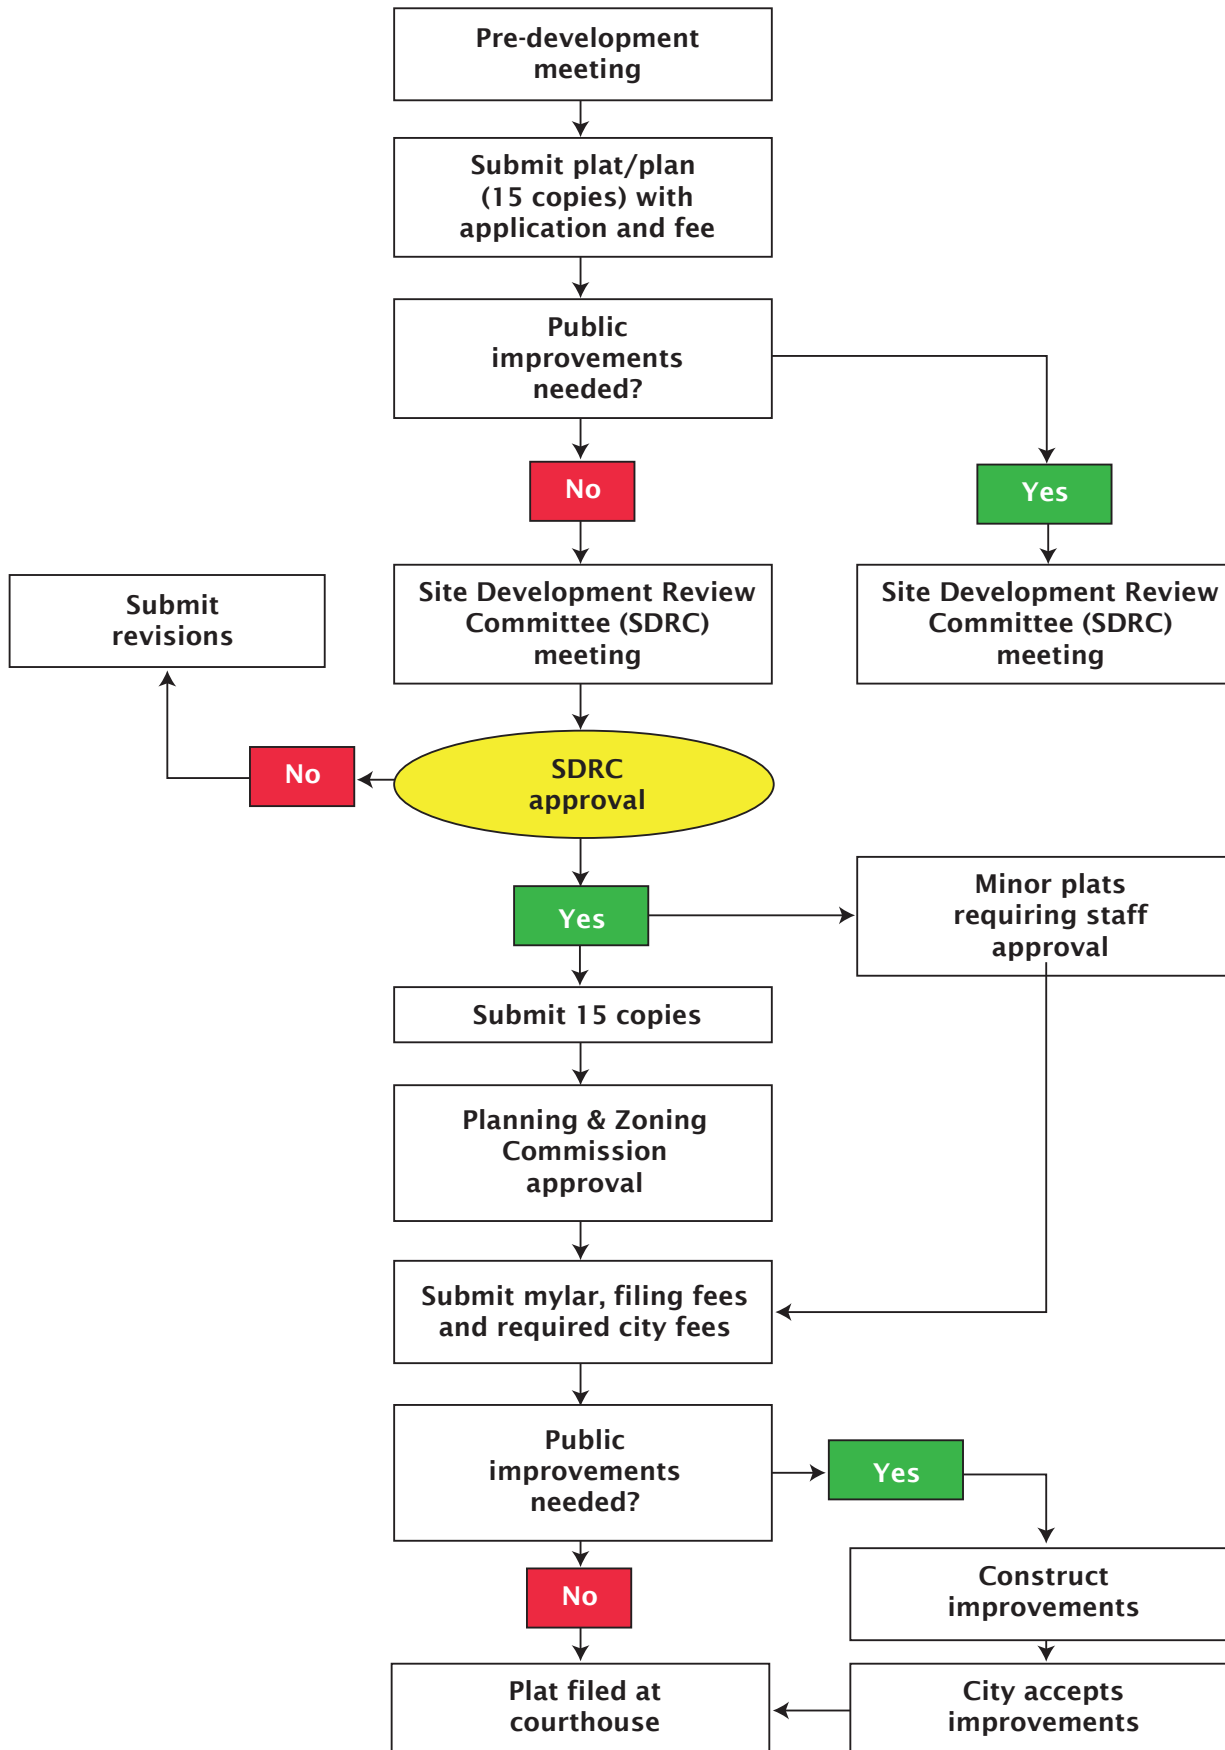 Pre-development
meeting
Submit plat/plan
(15 copies) with
application and fee
Public
improvements
needed?
No
Yes
Site Development Review
Committee (SDRC)
meeting
Site Development Review
Committee (SDRC)
meeting
Submit
revisions
No
SDRC
approval
Yes
Minor plats
requiring staff
approval
Submit 15 copies
Planning & Zoning
Commission
approval
Submit mylar, filing fees
and required city fees
Public
improvements
needed?
Yes
No
Construct
improvements
Plat filed at
courthouse
City accepts
improvements